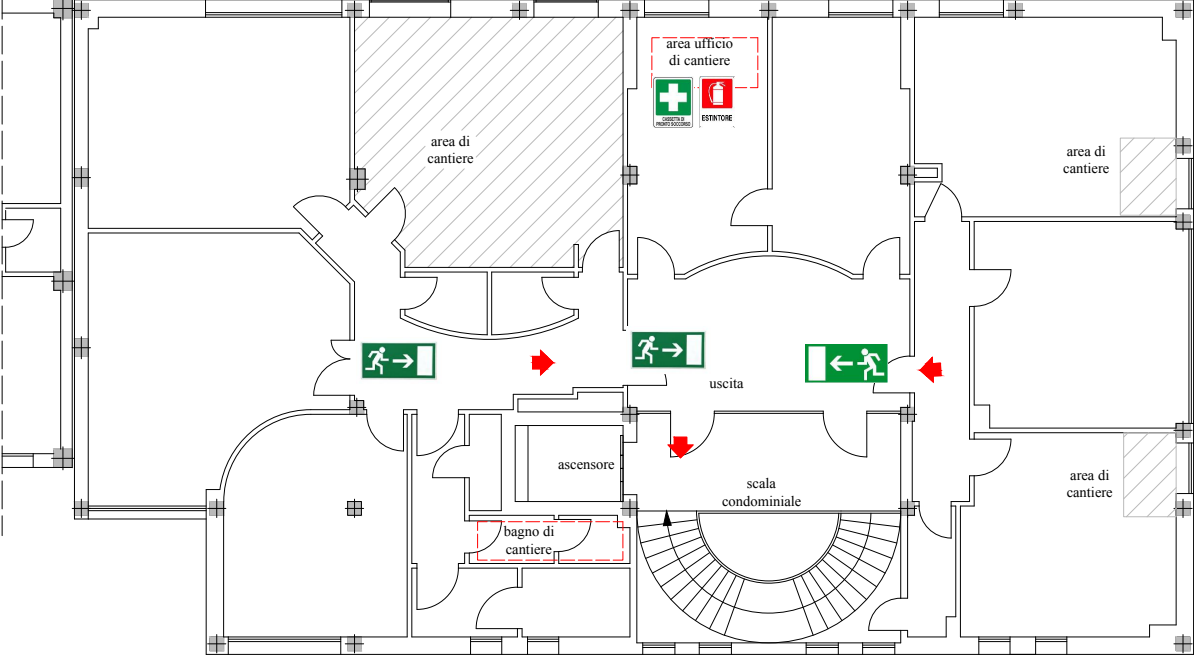 area ufficio
di cantiere
CASSETTA DI
PRONTO SOCCORSO
ESTINTORE
area di
cantiere
area di
cantiere
uscita
ascensore
scala
condominiale
area di
cantiere
bagno di
cantiere